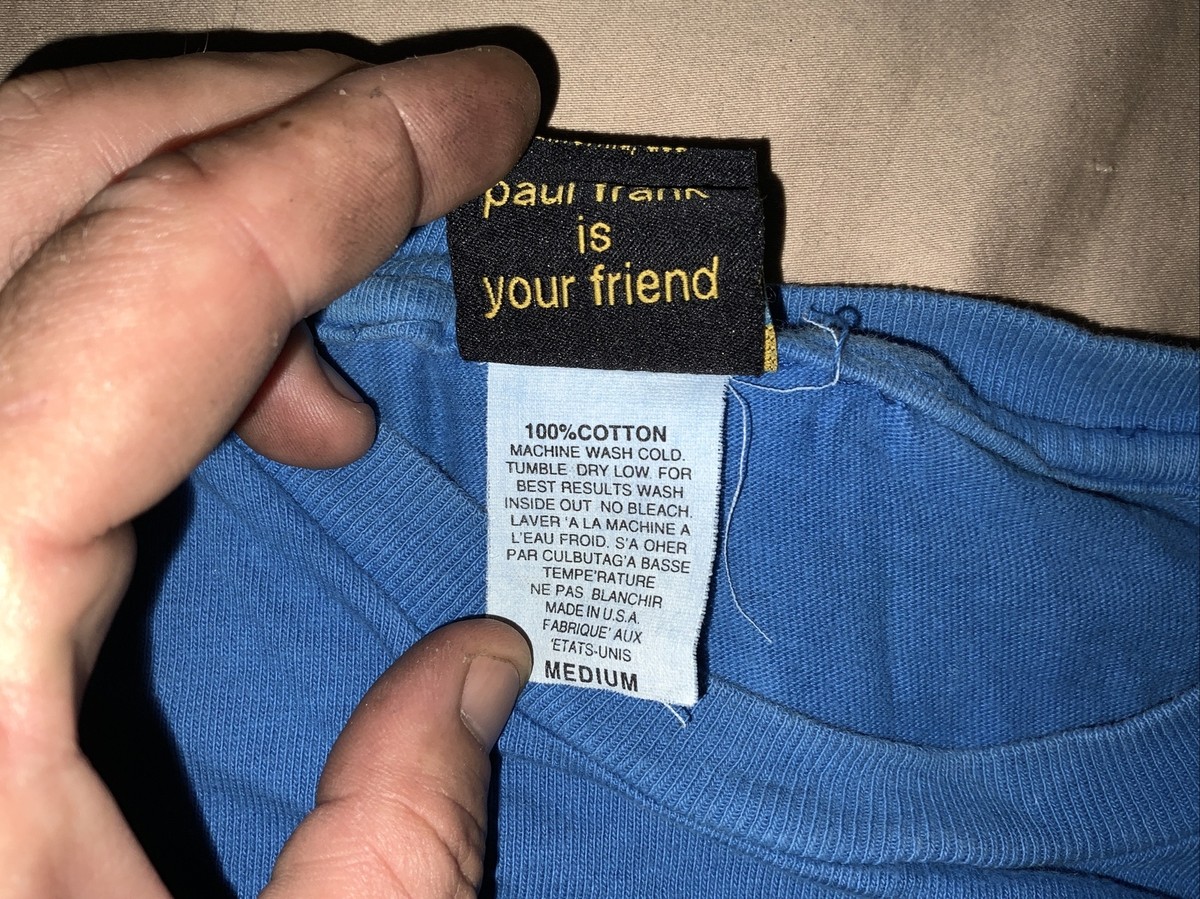 paul frank
is
your friend
100%COTTON
MACHINE WASH COLD.
TUMBLE DRY LOW FOR
BEST RESULTS WASH
INSIDE OUT NO BLEACH.
LAVER 'A LA MACHINE A
L'EAU FROID. S'A OHER
PAR CULBUTAG'A BASSE
TEMPE'RATURE
NE PAS BLANCHIR
MADE IN U.S.A.
FABRIQUE' AUX
'ETATS-UNIS
MEDIUM